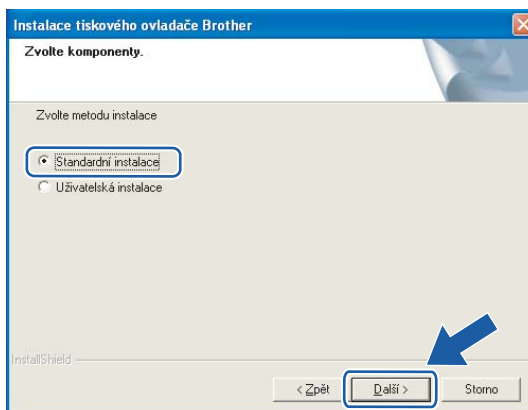 Instalace tiskového ovladače Brother
Zvolte komponenty.
Zvolte metodu instalace
Standardní instalace
Uživatelská instalace
InstallShield
< Zpět Další > Storno